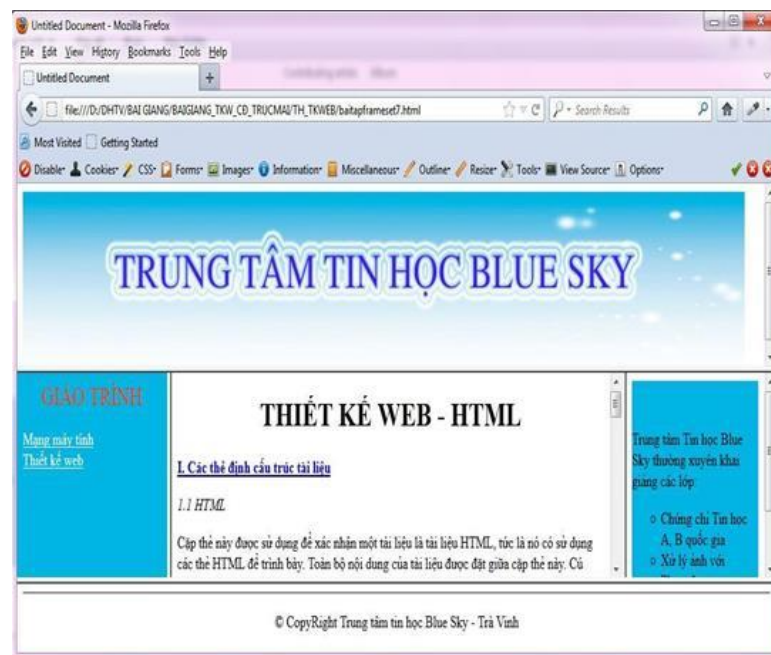 Untitled Document - Mozilla Firefox
File Edit View History Bookmarks Tools Help
Untitled Document
file:///D:/DHTV/BAI GIANG/BAIGIANG_TKW_CD_TRUCMAI/TH_TKWEB/baitapframeset7.html
Search Results
Most Visited Getting Started
Disable Cookies CSS Forms Images Information Miscellaneous Outline Resize Tools View Source Options
TRUNG TÂM TIN HỌC BLUE SKY
GIÁO TRÌNH
Mạng máy tính
Thiết kế web
THIẾT KẾ WEB - HTML
I. Các thẻ định cấu trúc tài liệu
1.1 HTML
Cặp thẻ này được sử dụng để xác nhận một tài liệu là tài liệu HTML, tức là nó có sử dụng
các thẻ HTML để trình bày. Toàn bộ nội dung của tài liệu được đặt giữa cặp thẻ này. Cú
Trung tâm Tin học Blue
Sky thường xuyên khai
giảng các lớp:
Chứng chỉ Tin học
A, B quốc gia
Xử lý ảnh với
© CopyRight Trung tâm tin học Blue Sky - Trà Vinh